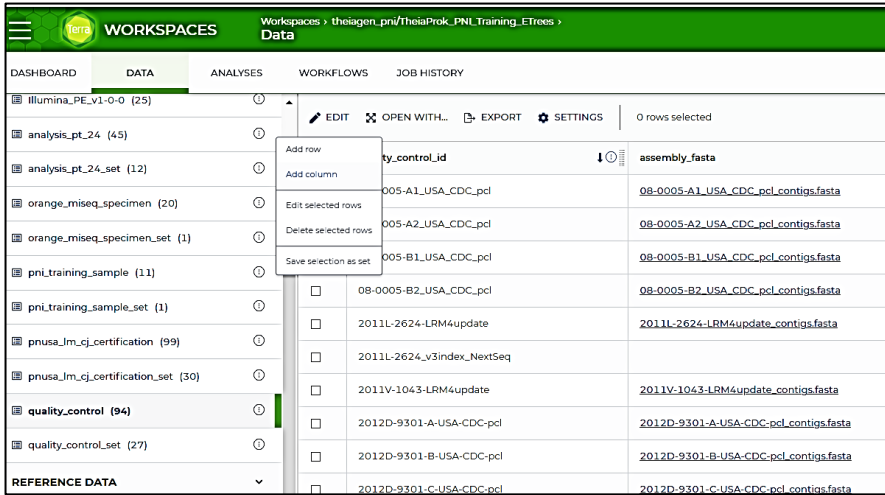 Terra
WORKSPACES
Workspaces › theiagen_pni/TheiaProk_PNI_Training_ETrees ›
Data
DASHBOARD DATA ANALYSES WORKFLOWS JOB HISTORY
Illumina_PE_v1-0-0 (25)
analysis_pt_24 (45)
analysis_pt_24_set (12)
orange_miseq_specimen (20)
orange_miseq_specimen_set (1)
pni_training_sample (11)
pni_training_sample_set (1)
pnusa_lm_cj_certification (99)
pnusa_lm_cj_certification_set (30)
quality_control (94)
quality_control_set (27)
REFERENCE DATA
EDIT OPEN WITH... EXPORT SETTINGS 0 rows selected
Add row
Add column
Edit selected rows
Delete selected rows
Save selection as set
ty_control_id assembly_fasta
005-A1_USA_CDC_pcl 08-0005-A1_USA_CDC_pcl_contigs.fasta
005-A2_USA_CDC_pcl 08-0005-A2_USA_CDC_pcl_contigs.fasta
005-B1_USA_CDC_pcl 08-0005-B1_USA_CDC_pcl_contigs.fasta
08-0005-B2_USA_CDC_pcl 08-0005-B2_USA_CDC_pcl_contigs.fasta
2011L-2624-LRM4update 2011L-2624-LRM4update_contigs.fasta
2011L-2624_v3index_NextSeq
2011V-1043-LRM4update 2011V-1043-LRM4update_contigs.fasta
2012D-9301-A-USA-CDC-pcl 2012D-9301-A-USA-CDC-pcl_contigs.fasta
2012D-9301-B-USA-CDC-pcl 2012D-9301-B-USA-CDC-pcl_contigs.fasta
2012D-9301-C-USA-CDC-pcl 2012D-9301-C-USA-CDC-pcl_contigs.fasta